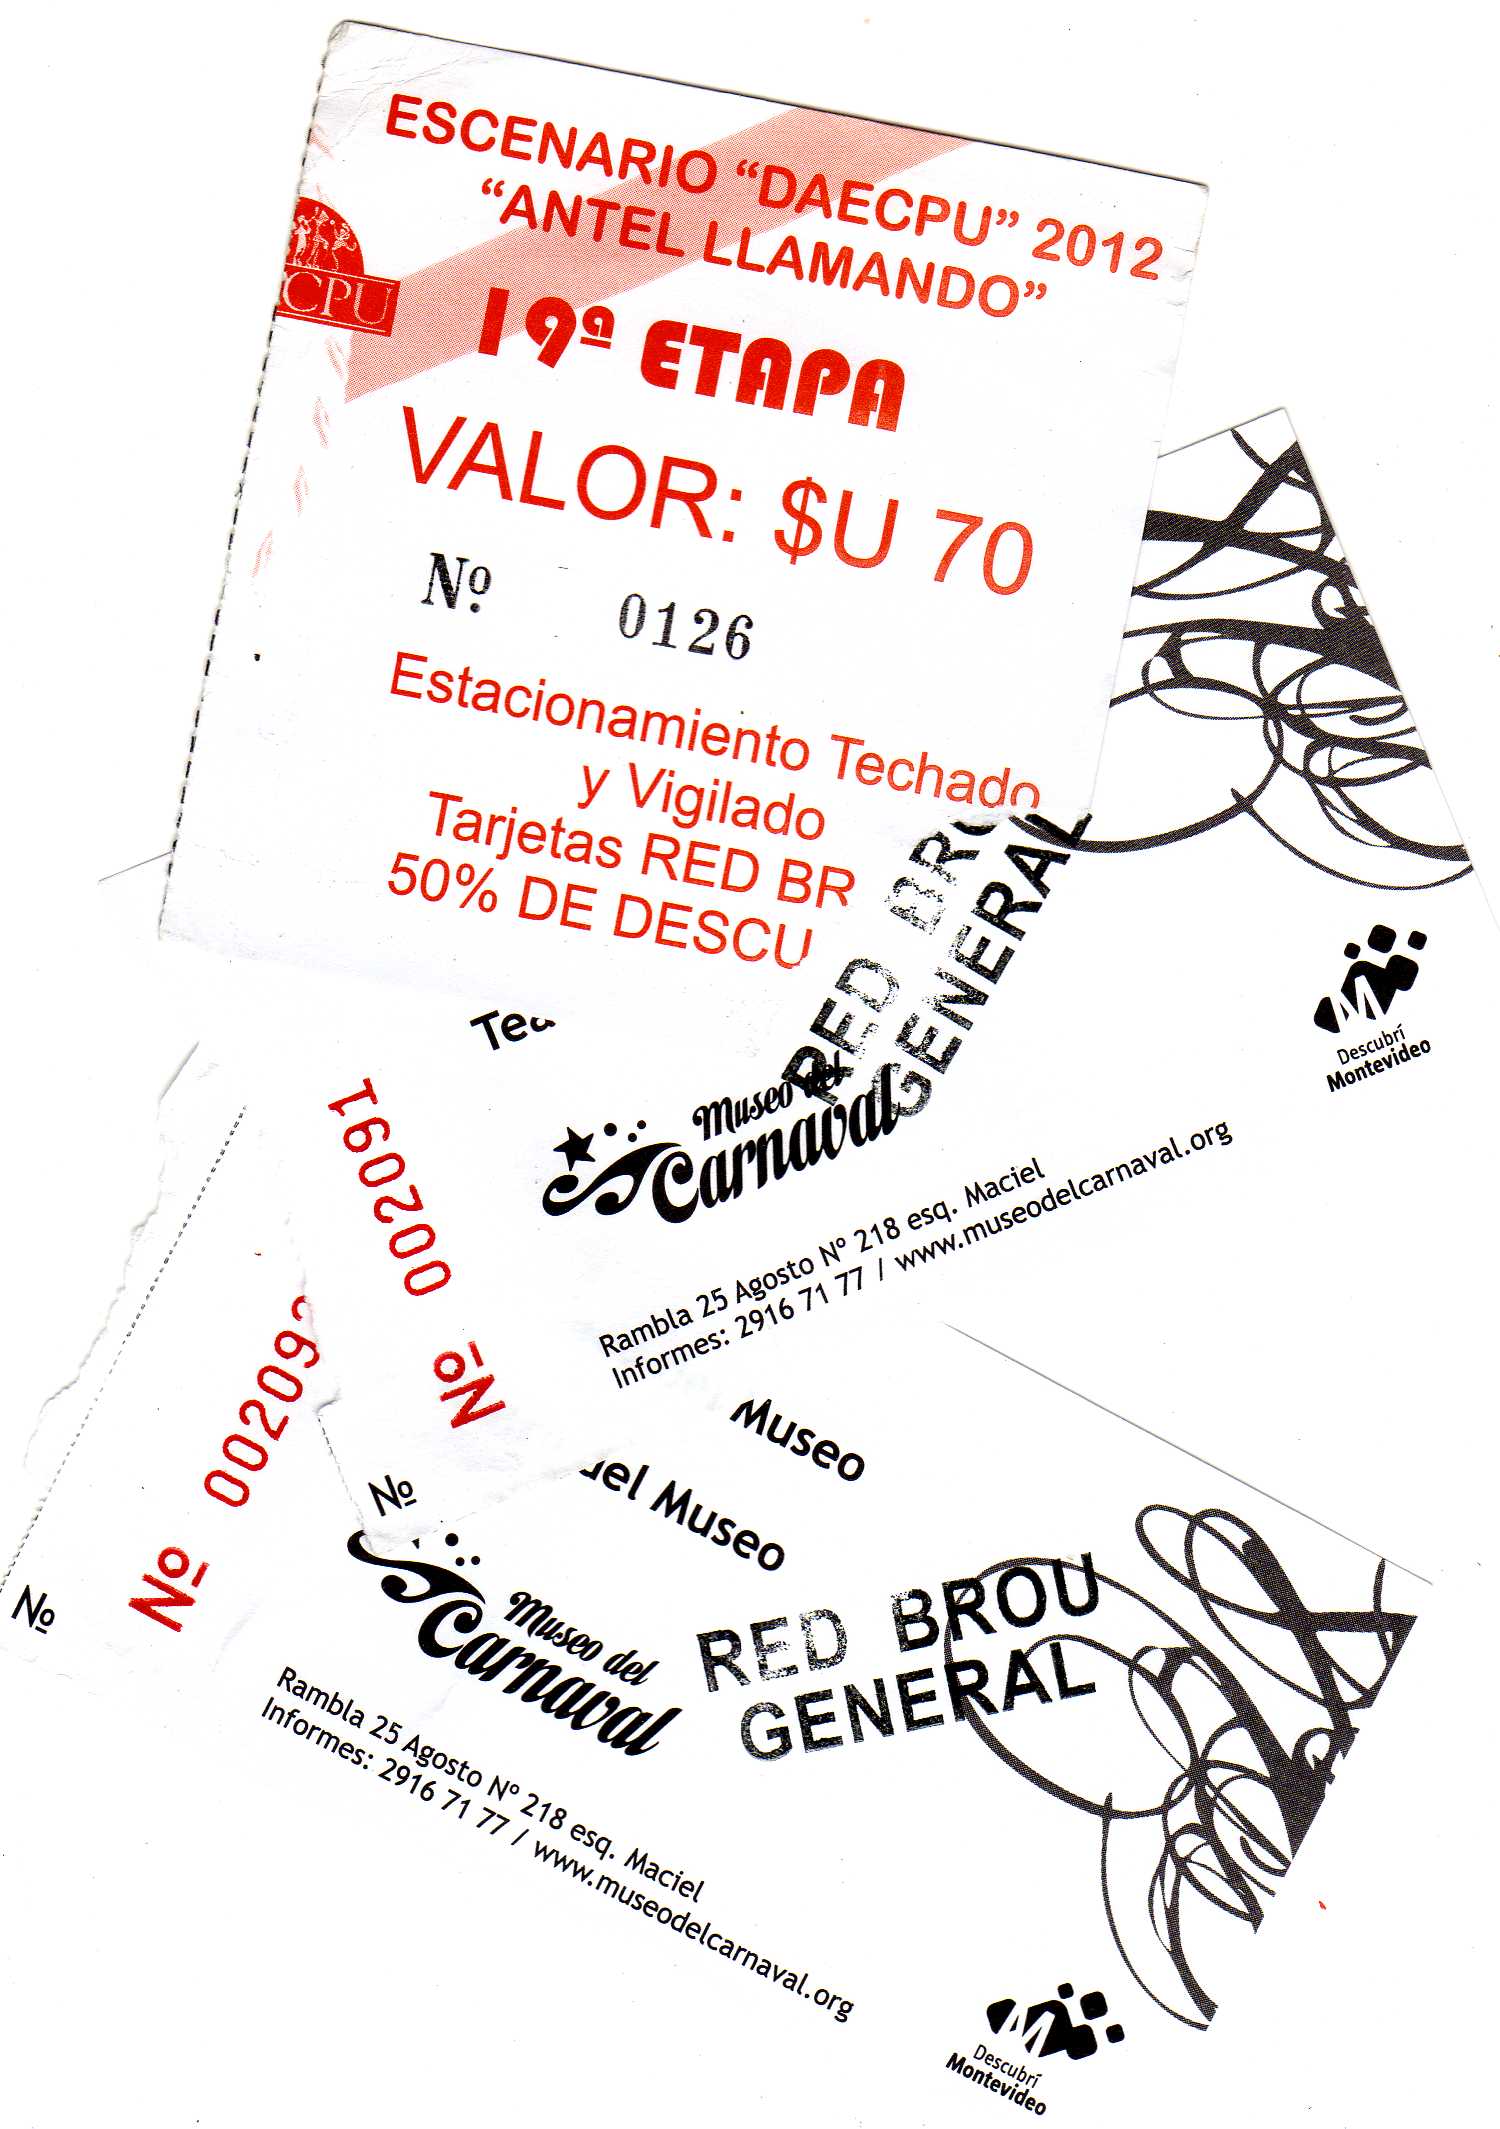 ESCENARIO “DAECPU” 2012
“ANTEL LLAMANDO”
CPU
19ª ETAPA
VALOR: $U 70
Nº. 0126
Estacionamiento Techado
y Vigilado
Tarjetas RED BR
50% DE DESCU
RED BRO
GENERAL
Descubrí
Montevideo
Museo del
Carnaval
Rambla 25 Agosto Nº 218 esq. Maciel
Informes: 2916 71 77 / www.museodelcarnaval.org
Nº 002091
Nº
Museo
del Museo
Nº 00209
Nº
Museo del
Carnaval
RED BROU
GENERAL
Rambla 25 Agosto Nº 218 esq. Maciel
Informes: 2916 71 77 / www.museodelcarnaval.org
Descubrí
Montevideo